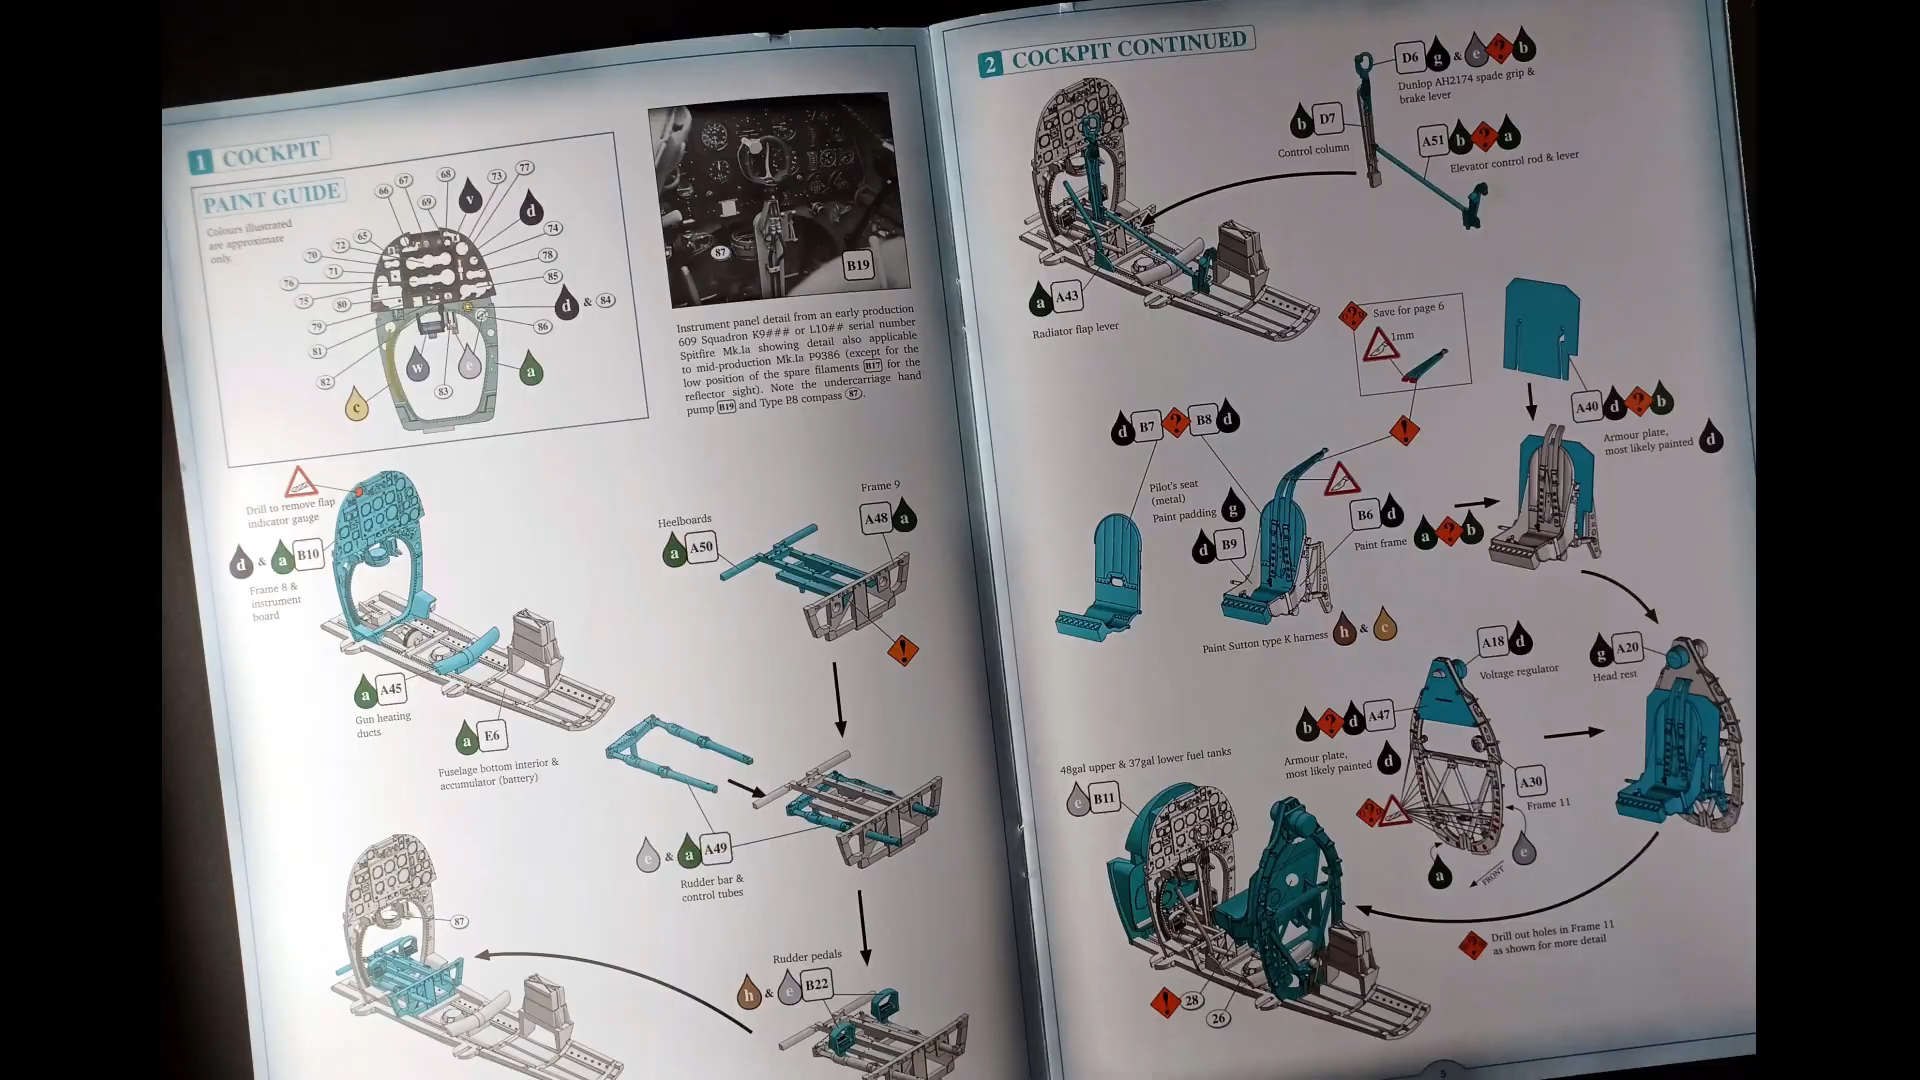 1 COCKPIT
PAINT GUIDE
Colours illustrated
are approximate
only.
66
67
68
69
v
73
77
d
65
72
70
71
76
75
80
79
81
82
74
78
85
d & 84
86
w
e
a
83
c
87
B19
Instrument panel detail from an early production
609 Squadron K9### or L10## serial number
Spitfire Mk.Ia showing detail also applicable
to mid-production Mk.Ia P9386 (except for the
low position of the spare filaments B17 for the
reflector sight). Note the undercarriage hand
pump B19 and Type P.8 compass 87.
Drill to remove flap
indicator gauge
d & a B10
Frame 8 &
instrument
board
a A45
Gun heating
ducts
a E6
Fuselage bottom interior &
accumulator (battery)
Heelboards
a A50
Frame 9
A48 a
!
e & a A49
Rudder bar &
control tubes
87
Rudder pedals
h & e B22
2 COCKPIT CONTINUED
D6 g & e ? b
Dunlop AH2174 spade grip &
brake lever
b D7
Control column
A51 b ? a
Elevator control rod & lever
a A43
Radiator flap lever
Save for page 6
1mm
!
A40 d ? b
Armour plate,
most likely painted d
d B7 ? B8 d
Pilot's seat
(metal)
Paint padding g
d B9
B6 d
Paint frame a ? b
Paint Sutton type K harness h & c
A18 d
Voltage regulator
g A20
Head rest
b ? d A47
Armour plate,
most likely painted d
A30
Frame 11
a
e
FRONT
48gal upper & 37gal lower fuel tanks
e B11
Drill out holes in Frame 11
as shown for more detail
! 28
26
5